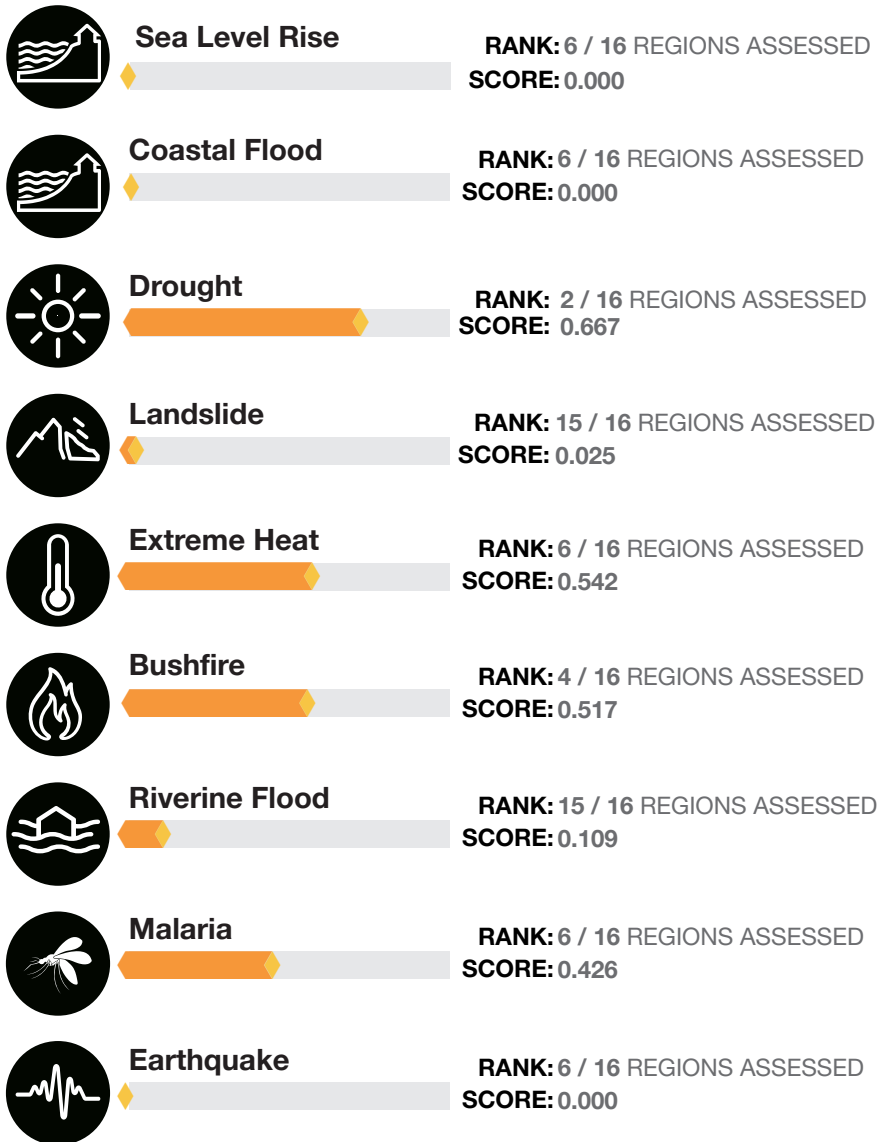 Sea Level Rise
RANK: 6 / 16 REGIONS ASSESSED
SCORE: 0.000
Coastal Flood
RANK: 6 / 16 REGIONS ASSESSED
SCORE: 0.000
Drought
RANK: 2 / 16 REGIONS ASSESSED
SCORE: 0.667
Landslide
RANK: 15 / 16 REGIONS ASSESSED
SCORE: 0.025
Extreme Heat
RANK: 6 / 16 REGIONS ASSESSED
SCORE: 0.542
Bushfire
RANK: 4 / 16 REGIONS ASSESSED
SCORE: 0.517
Riverine Flood
RANK: 15 / 16 REGIONS ASSESSED
SCORE: 0.109
Malaria
RANK: 6 / 16 REGIONS ASSESSED
SCORE: 0.426
Earthquake
RANK: 6 / 16 REGIONS ASSESSED
SCORE: 0.000